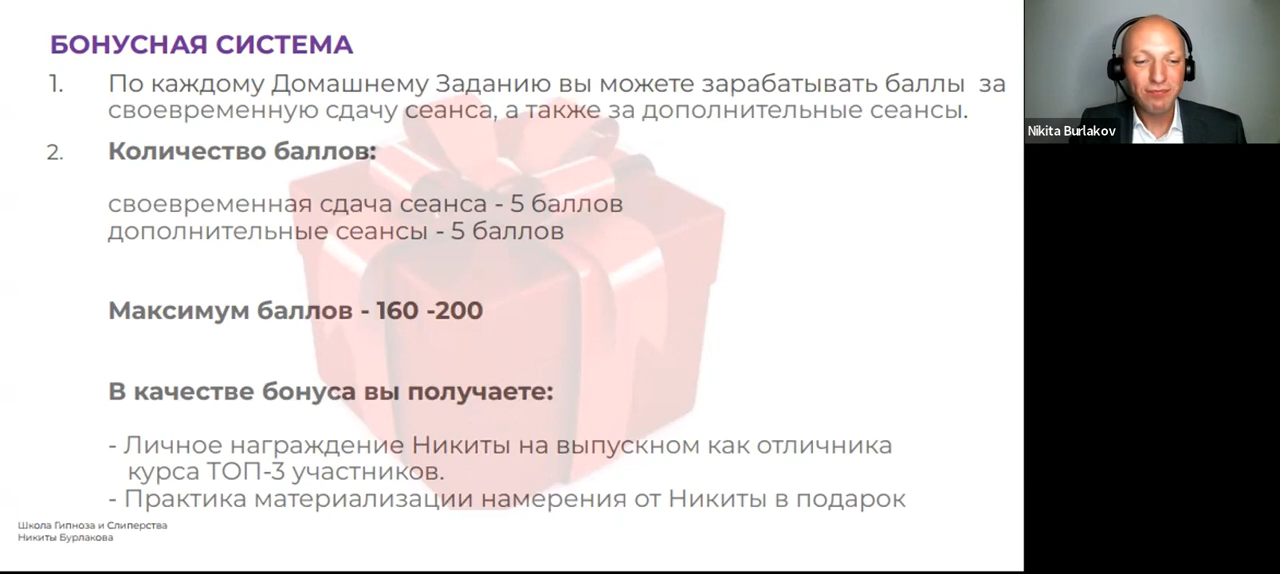 БОНУСНАЯ СИСТЕМА
1. По каждому Домашнему Заданию вы можете зарабатывать баллы за
своевременную сдачу сеанса, а также за дополнительные сеансы.
2. Количество баллов:
своевременная сдача сеанса - 5 баллов
дополнительные сеансы - 5 баллов
Максимум баллов - 160 -200
В качестве бонуса вы получаете:
- Личное награждение Никиты на выпускном как отличника
курса ТОП-3 участников.
- Практика материализации намерения от Никиты в подарок
Школа Гипноза и Слиперства
Никиты Бурлакова
Nikita Burlakov